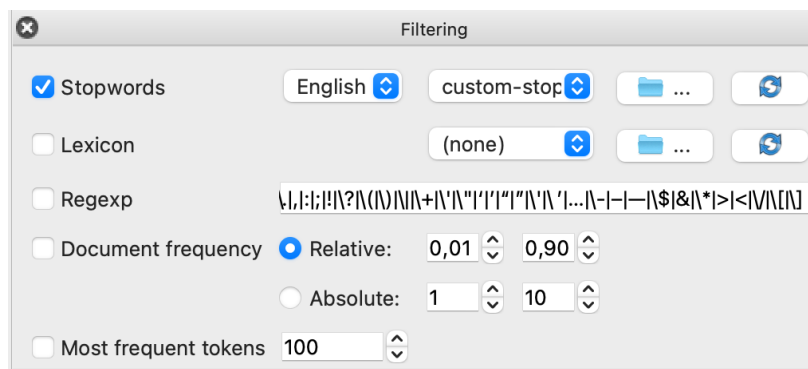 Filtering
Stopwords English custom-stop ...
Lexicon (none) ...
Regexp \.|,|:|;|!|\?|\(|\)|\||\+|\'|\"|‘|’|“|”|\'|\ ’|…|\-|–|—|\$|&|\*|>|<|\/|\[|\]
Document frequency Relative: 0,01 0,90
Absolute: 1 10
Most frequent tokens 100